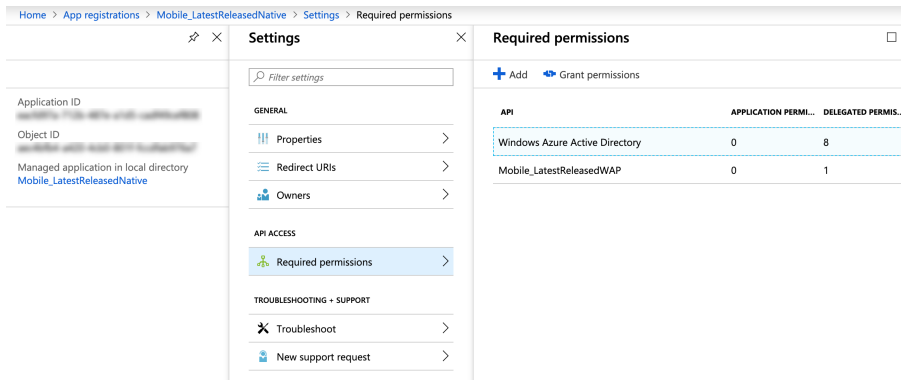 Home > App registrations > Mobile_LatestReleasedNative > Settings > Required permissions
Application ID
Object ID
Managed application in local directory
Mobile_LatestReleasedNative
Settings
Filter settings
GENERAL
Properties
Redirect URIs
Owners
API ACCESS
Required permissions
TROUBLESHOOTING + SUPPORT
Troubleshoot
New support request
Required permissions
Add Grant permissions
API APPLICATION PERMI... DELEGATED PERMIS...
Windows Azure Active Directory 0 8
Mobile_LatestReleasedWAP 0 1